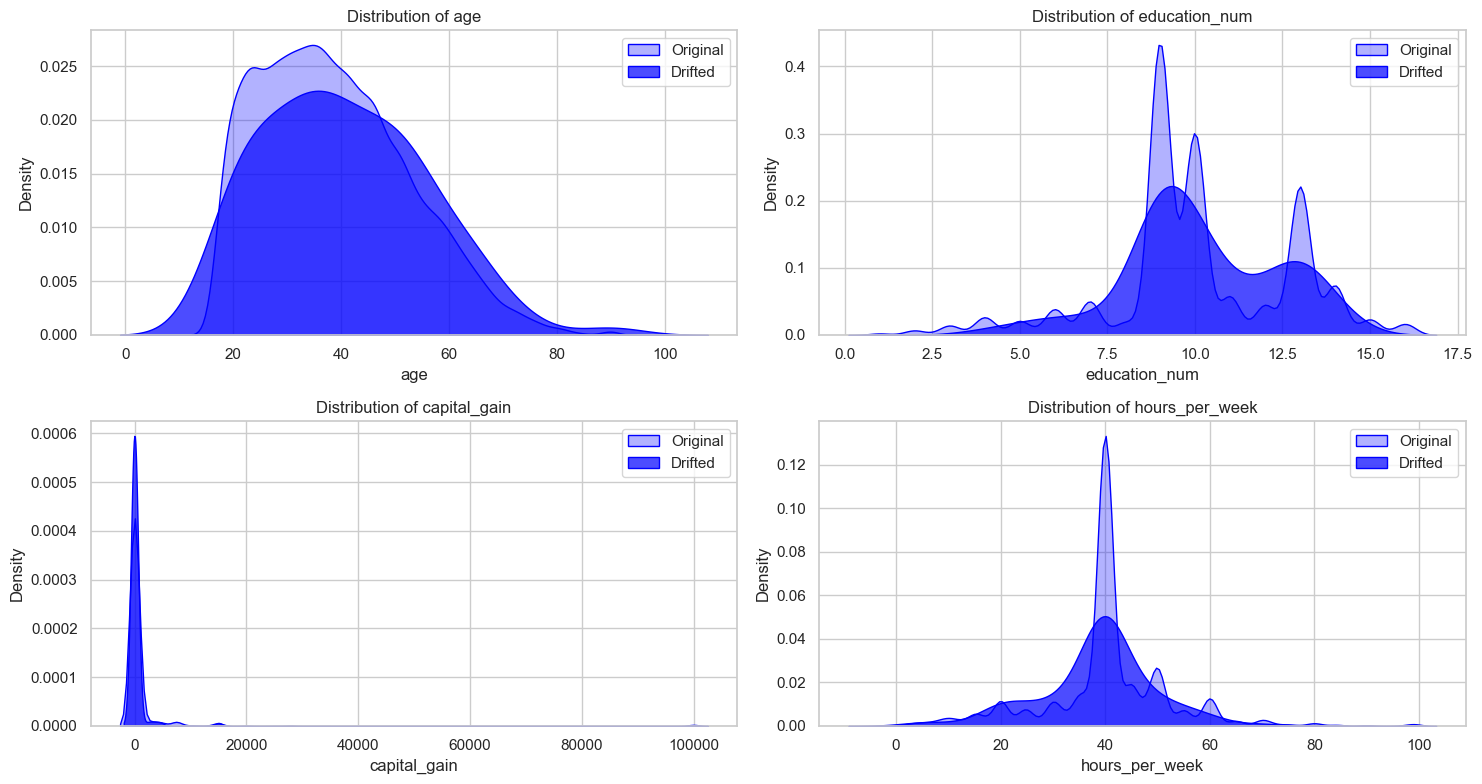 Distribution of age
Original
Drifted
0.025
0.020
0.015
0.010
0.005
0.000
Density
0
20
40
60
80
100
age
Distribution of education_num
Original
Drifted
0.4
0.3
0.2
0.1
0.0
Density
0.0
2.5
5.0
7.5
10.0
12.5
15.0
17.5
education_num
Distribution of capital_gain
Original
Drifted
0.0006
0.0005
0.0004
0.0003
0.0002
0.0001
0.0000
Density
0
20000
40000
60000
80000
100000
capital_gain
Distribution of hours_per_week
Original
Drifted
0.12
0.10
0.08
0.06
0.04
0.02
0.00
Density
0
20
40
60
80
100
hours_per_week